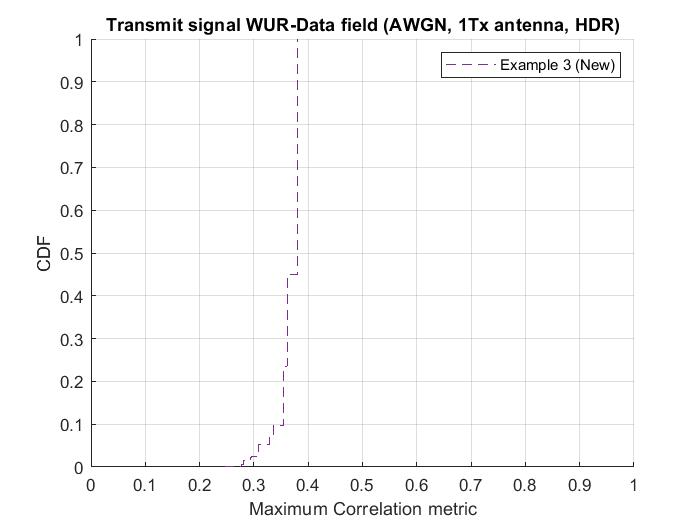 Transmit signal WUR-Data field (AWGN, 1Tx antenna, HDR)
Example 3 (New)
CDF
1
0.9
0.8
0.7
0.6
0.5
0.4
0.3
0.2
0.1
0
0 0.1 0.2 0.3 0.4 0.5 0.6 0.7 0.8 0.9 1
Maximum Correlation metric